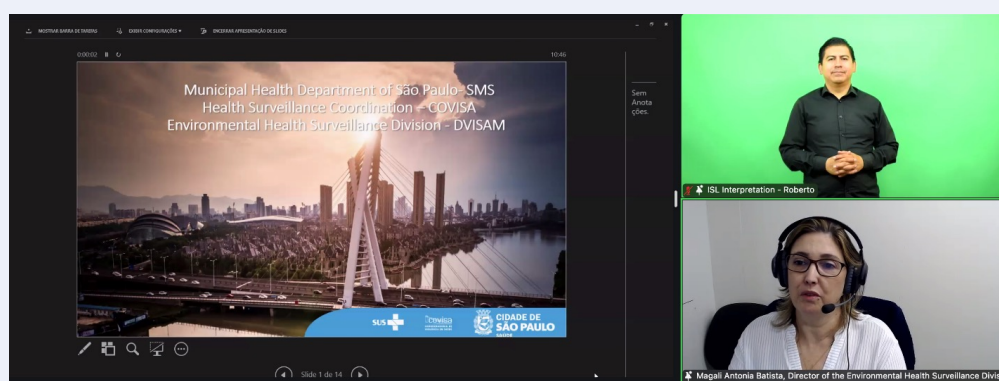 MOSTRAR BARRA DE TAREFAS
EXIBIR CONFIGURAÇÕES
ENCERRAR APRESENTAÇÃO DE SLIDES
0:00:02
10:46
Municipal Health Department of São Paulo- SMS
Health Surveillance Coordination – COVISA
Environmental Health Surveillance Division - DVISAM
Sem
Anota
ções.
SUS
covisa
CIDADE DE
SÃO PAULO
SAÚDE
Slide 1 de 14
ISL Interpretation - Roberto
Magali Antonia Batista, Director of the Environmental Health Surveillance Divis